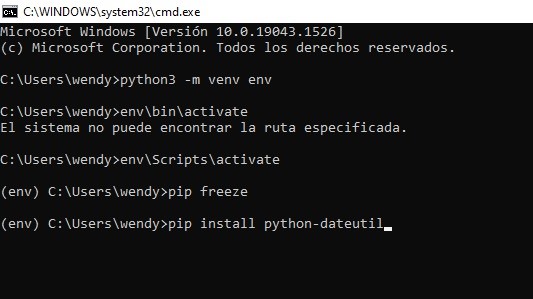 C:\WINDOWS\system32\cmd.exe
Microsoft Windows [Versión 10.0.19043.1526]
(c) Microsoft Corporation. Todos los derechos reservados.
C:\Users\wendy>python3 -m venv env
C:\Users\wendy>env\bin\activate
El sistema no puede encontrar la ruta especificada.
C:\Users\wendy>env\Scripts\activate
(env) C:\Users\wendy>pip freeze
(env) C:\Users\wendy>pip install python-dateutil